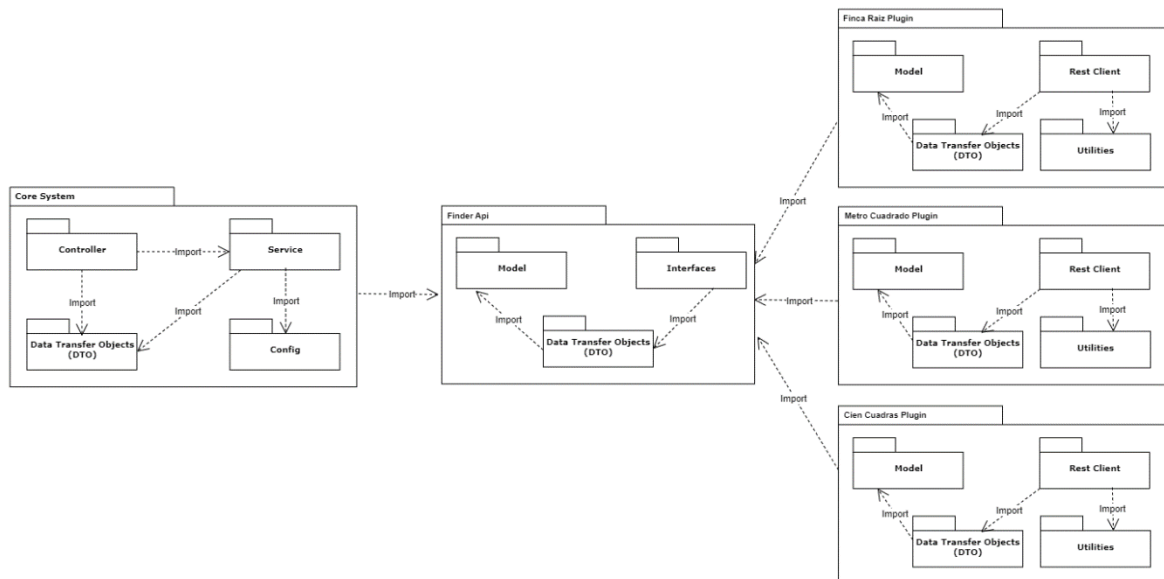 Core System
Controller
Import
Service
Import
Import
Import
Data Transfer Objects
(DTO)
Config
Import
Finder Api
Model
Interfaces
Import
Import
Data Transfer Objects
(DTO)
Import
Import
Import
Finca Raiz Plugin
Model
Rest Client
Import
Import
Import
Data Transfer Objects
(DTO)
Utilities
Metro Cuadrado Plugin
Model
Rest Client
Import
Import
Import
Data Transfer Objects
(DTO)
Utilities
Cien Cuadras Plugin
Model
Rest Client
Import
Import
Import
Data Transfer Objects
(DTO)
Utilities